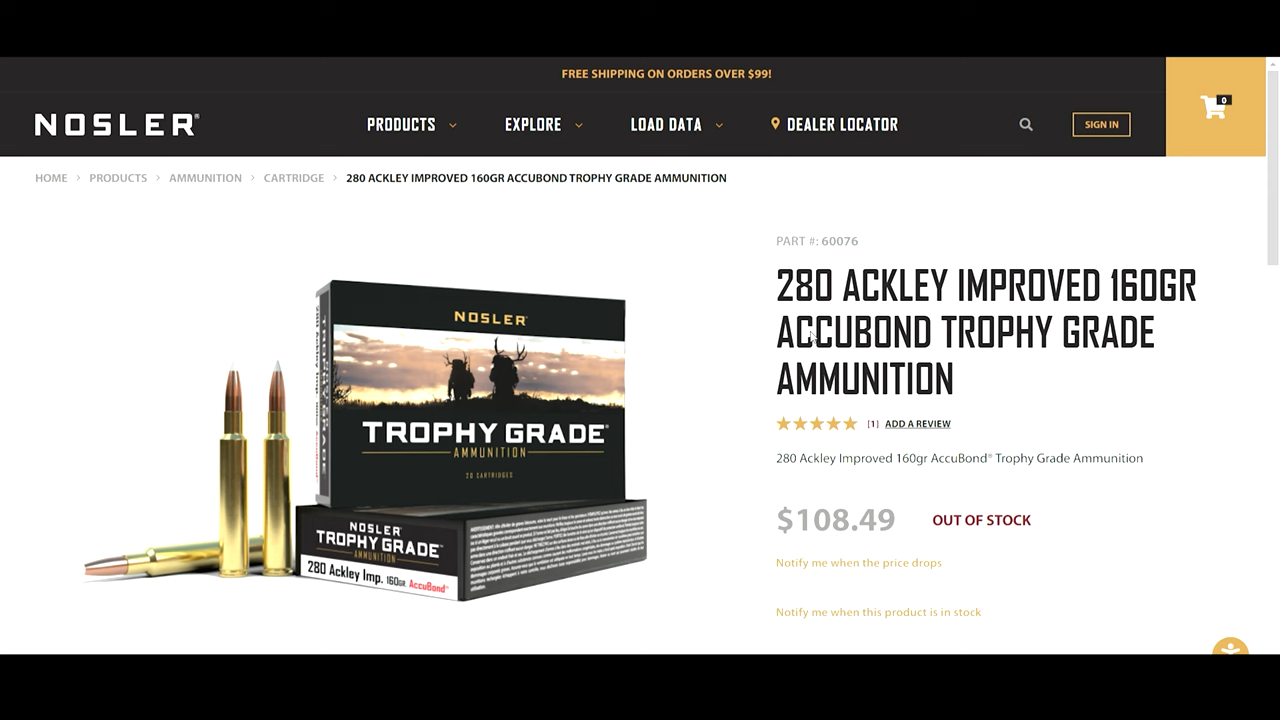 FREE SHIPPING ON ORDERS OVER $99!
NOSLER®
PRODUCTS
EXPLORE
LOAD DATA
DEALER LOCATOR
SIGN IN
0
HOME > PRODUCTS > AMMUNITION > CARTRIDGE > 280 ACKLEY IMPROVED 160GR ACCUBOND TROPHY GRADE AMMUNITION
PART #: 60076
280 ACKLEY IMPROVED 160GR
ACCUBOND TROPHY GRADE
AMMUNITION
[1] ADD A REVIEW
280 Ackley Improved 160gr AccuBond® Trophy Grade Ammunition
$108.49 OUT OF STOCK
Notify me when the price drops
Notify me when this product is in stock
NOSLER®
TROPHY GRADE®
AMMUNITION
20 CARTRIDGES
NOSLER®
TROPHY GRADE™
AMMUNITION
280 Ackley Imp. 160GR. AccuBond®